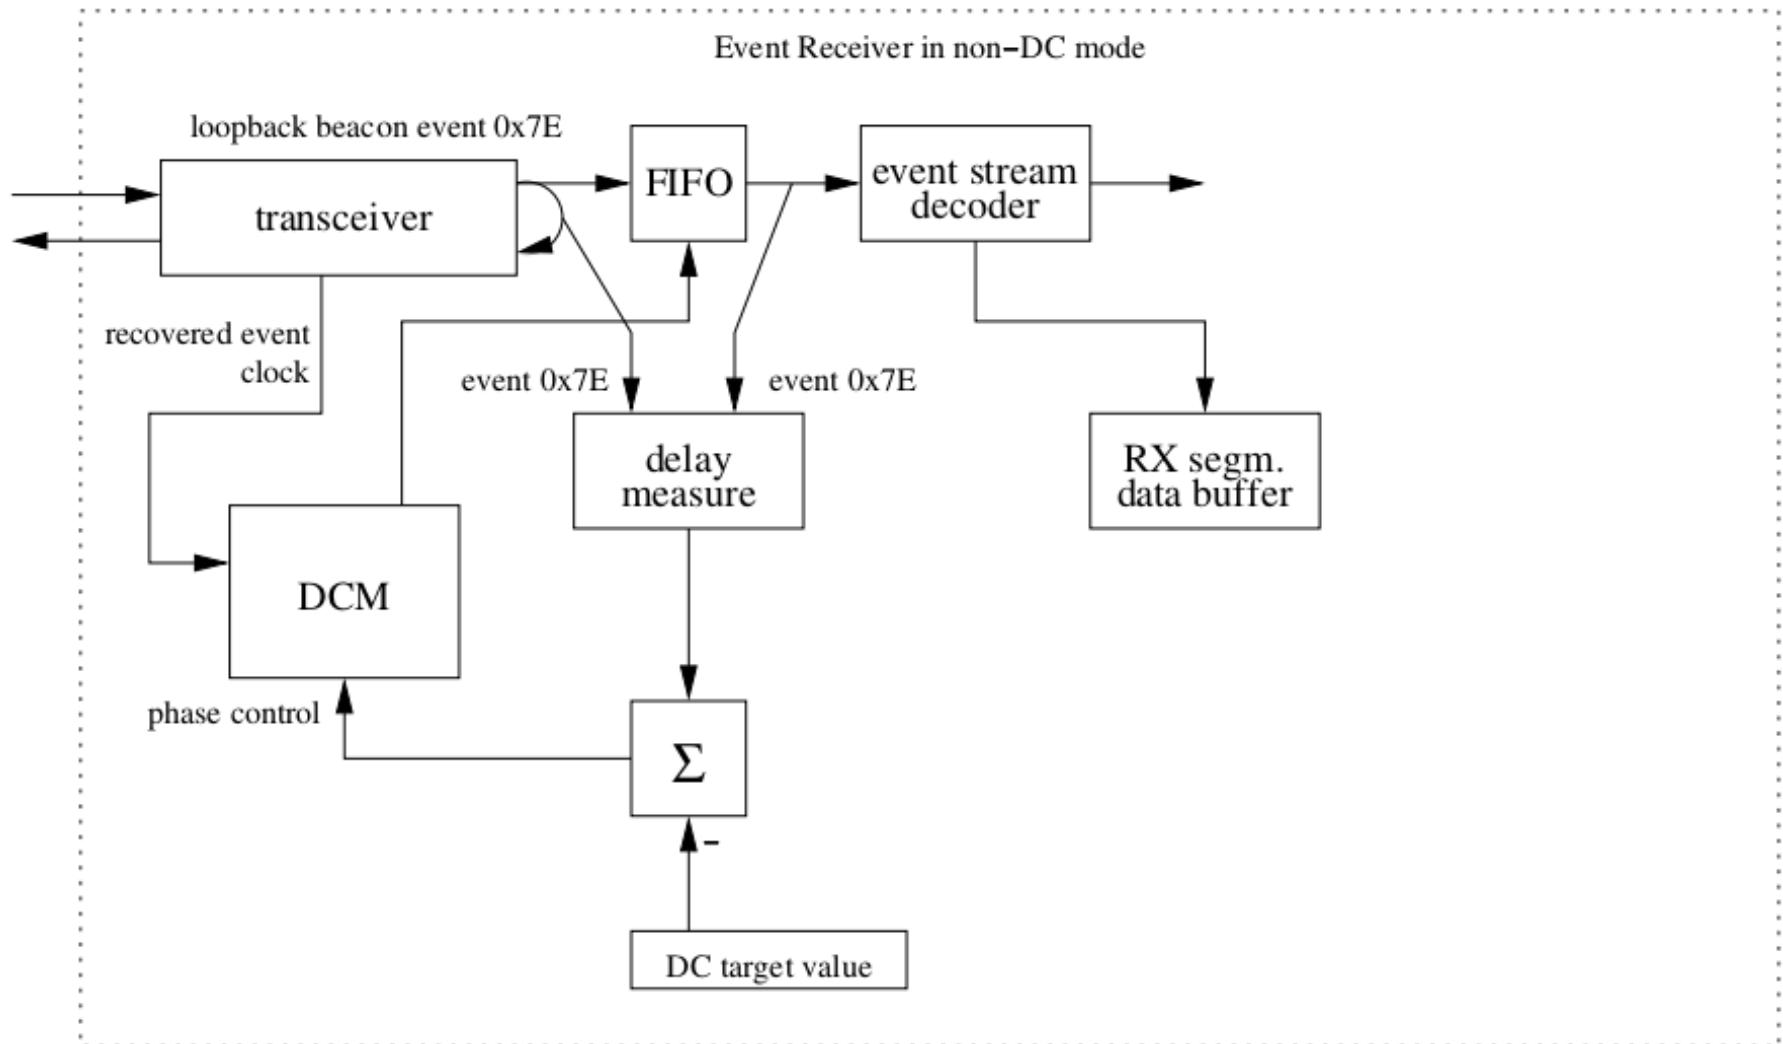 Event Receiver in non-DC mode
loopback beacon event 0x7E
transceiver
FIFO
event stream
decoder
recovered event
clock
event 0x7E
event 0x7E
delay
measure
RX segm.
data buffer
DCM
phase control
Σ
-
DC target value